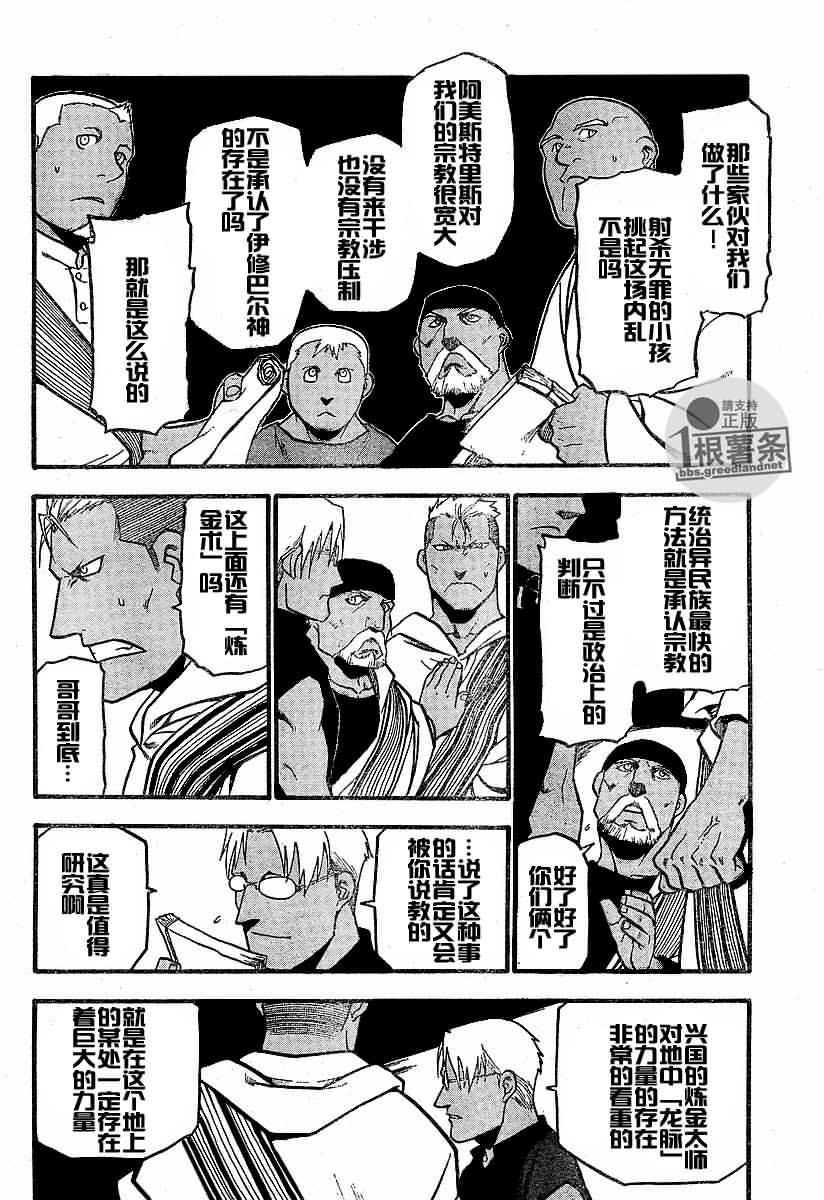 那些家伙对我们
做了什么！
射杀无罪的小孩
挑起这场内乱
不是吗
阿美斯特里斯对
我们的宗教很宽大
没有来干涉
也没有宗教压制
不是承认了伊修巴尔神
的存在了吗
那就是这么说的
請支持
正版
1根薯条
bbs.greedland.net
统治异民族最快的
方法就是承认宗教
只不过是政治上的
判断
好了好了
你们俩个
这上面还有「炼
金术」吗
哥哥到底…
…说了这种事
的话肯定又会
被你说教的
这真是值得
研究啊
兴国的炼金太师
对地中「龙脉」
的力量的存在
非常的看重的
就是在这个地上
的某处一定存在
着巨大的力量